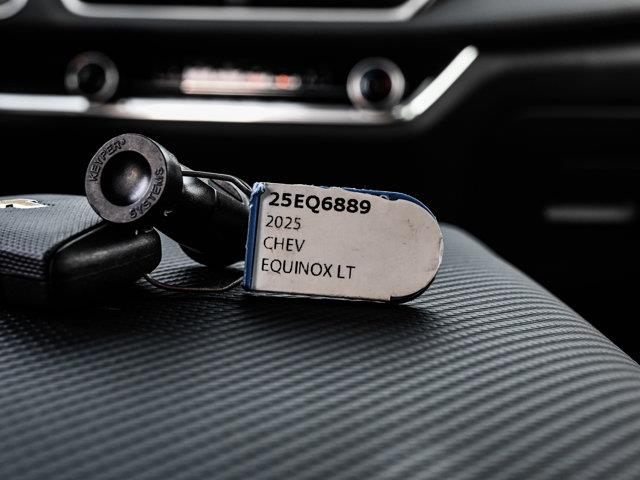 KEYPER®
SYSTEMS
25EQ6889
2025
CHEV
EQUINOX LT